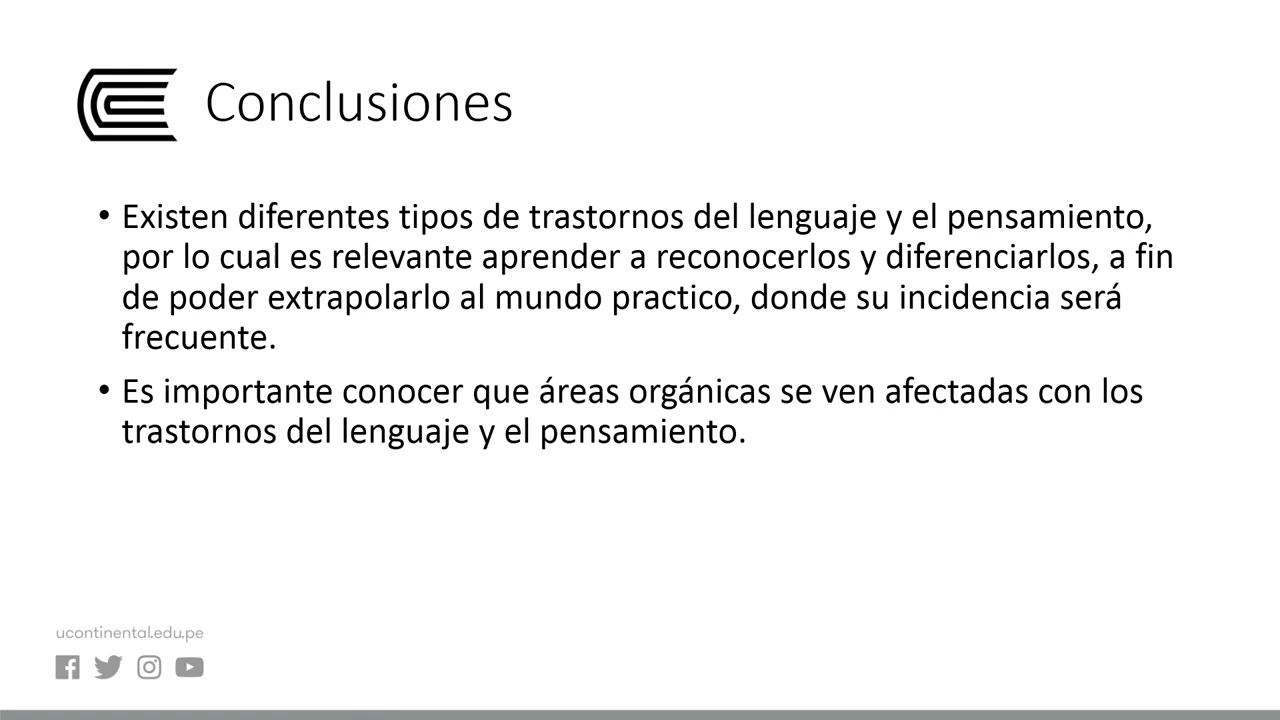 Conclusiones
• Existen diferentes tipos de trastornos del lenguaje y el pensamiento,
por lo cual es relevante aprender a reconocerlos y diferenciarlos, a fin
de poder extrapolarlo al mundo practico, donde su incidencia será
frecuente.
• Es importante conocer que áreas orgánicas se ven afectadas con los
trastornos del lenguaje y el pensamiento.
ucontinental.edu.pe